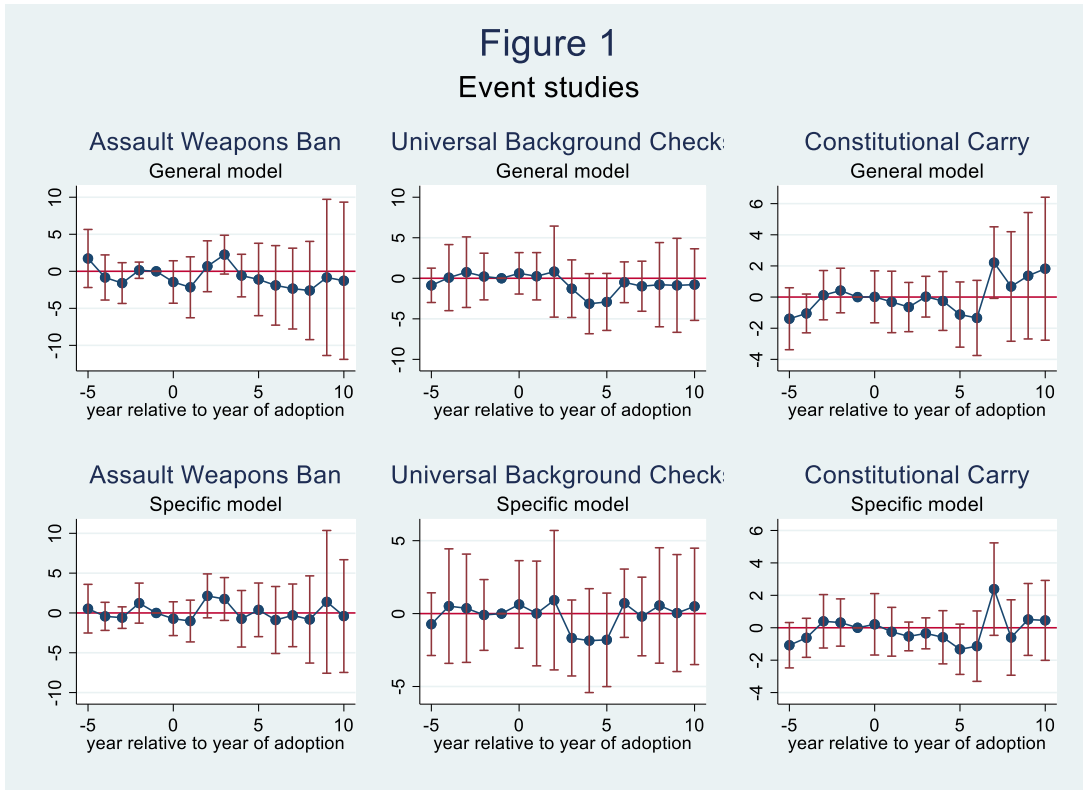 Figure 1
Event studies
Assault Weapons Ban
General model
10
5
0
-5
-10
-5 0 5 10
year relative to year of adoption
Universal Background Checks
General model
10
5
0
-5
-10
-5 0 5 10
year relative to year of adoption
Constitutional Carry
General model
6
4
2
0
-2
-4
-5 0 5 10
year relative to year of adoption
Assault Weapons Ban
Specific model
10
5
0
-5
-10
-5 0 5 10
year relative to year of adoption
Universal Background Checks
Specific model
5
0
-5
-5 0 5 10
year relative to year of adoption
Constitutional Carry
Specific model
6
4
2
0
-2
-4
-5 0 5 10
year relative to year of adoption